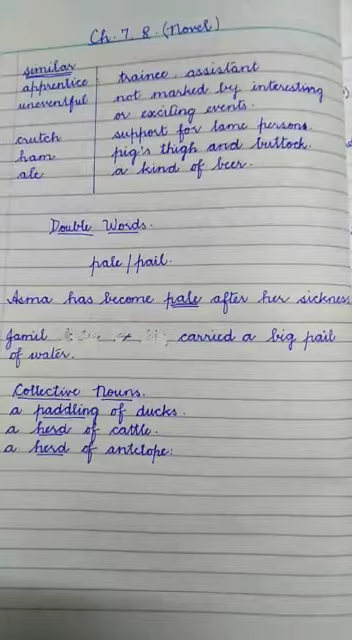 Ch. 7, 8. (Novel)
similar
apprentice trainee, assistant
uneventful not marked by interesting
or exciting events.
crutch support for lame persons.
ham pig's thigh and buttock.
ale a kind of beer.
Double Words.
pale/pail.
Asma has become pale after her sickness
Jamil carried a big pail
of water.
Collective Nouns.
a paddling of ducks.
a herd of cattle.
a herd of antelope.